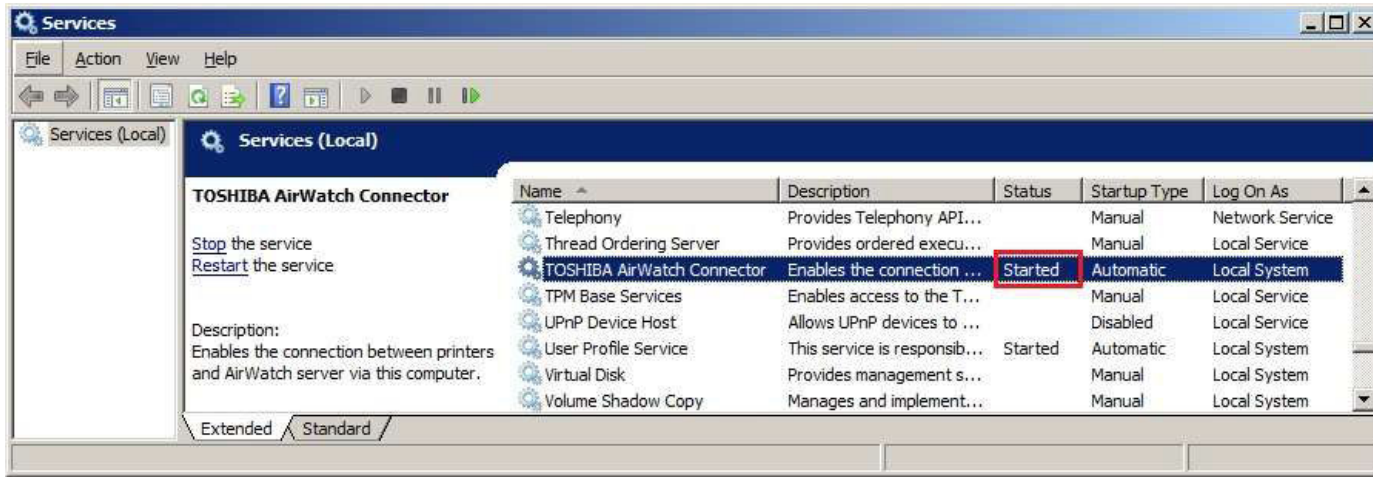 Services
File Action View Help
Services (Local)
Services (Local)
TOSHIBA AirWatch Connector
Stop the service
Restart the service
Description:
Enables the connection between printers
and AirWatch server via this computer.
Name Description Status Startup Type Log On As
Telephony Provides Telephony API... Manual Network Service
Thread Ordering Server Provides ordered execu... Manual Local Service
TOSHIBA AirWatch Connector Enables the connection ... Started Automatic Local System
TPM Base Services Enables access to the T... Manual Local Service
UPnP Device Host Allows UPnP devices to ... Disabled Local Service
User Profile Service This service is responsib... Started Automatic Local System
Virtual Disk Provides management s... Manual Local System
Volume Shadow Copy Manages and implement... Manual Local System
Extended Standard